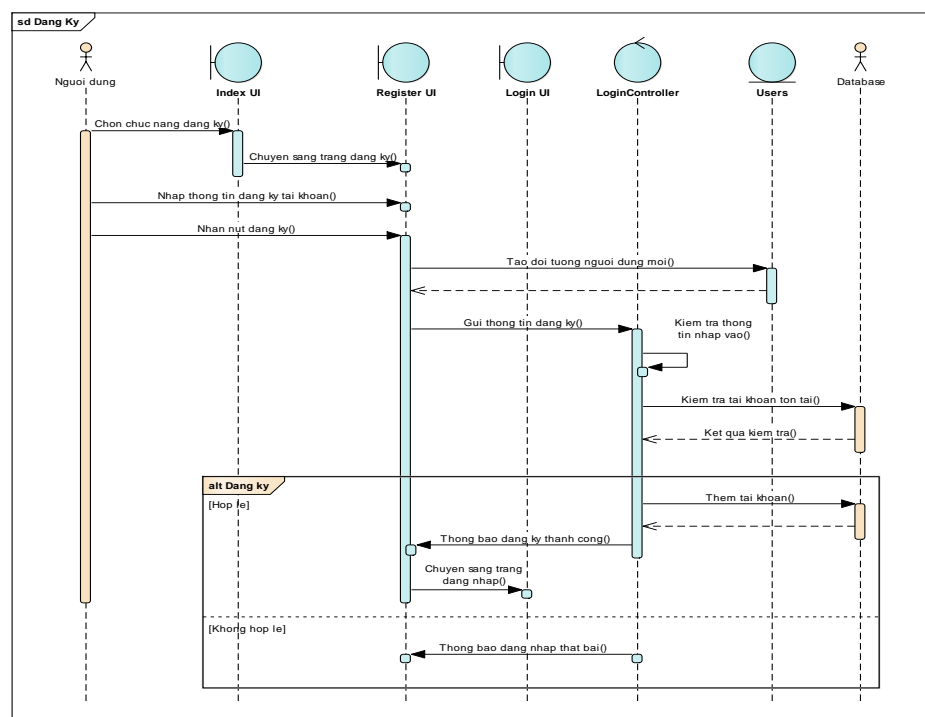 sd Dang Ky
Nguoi dung
Index UI
Register UI
Login UI
LoginController
Users
Database
Chon chuc nang dang ky()
Chuyen sang trang dang ky()
Nhap thong tin dang ky tai khoan()
Nhan nut dang ky()
Tao doi tuong nguoi dung moi()
Gui thong tin dang ky()
Kiem tra thong
tin nhap vao()
Kiem tra tai khoan ton tai()
Ket qua kiem tra()
alt Dang ky
[Hop le]
Them tai khoan()
Thong bao dang ky thanh cong()
Chuyen sang trang
dang nhap()
[Khong hop le]
Thong bao dang nhap that bai()